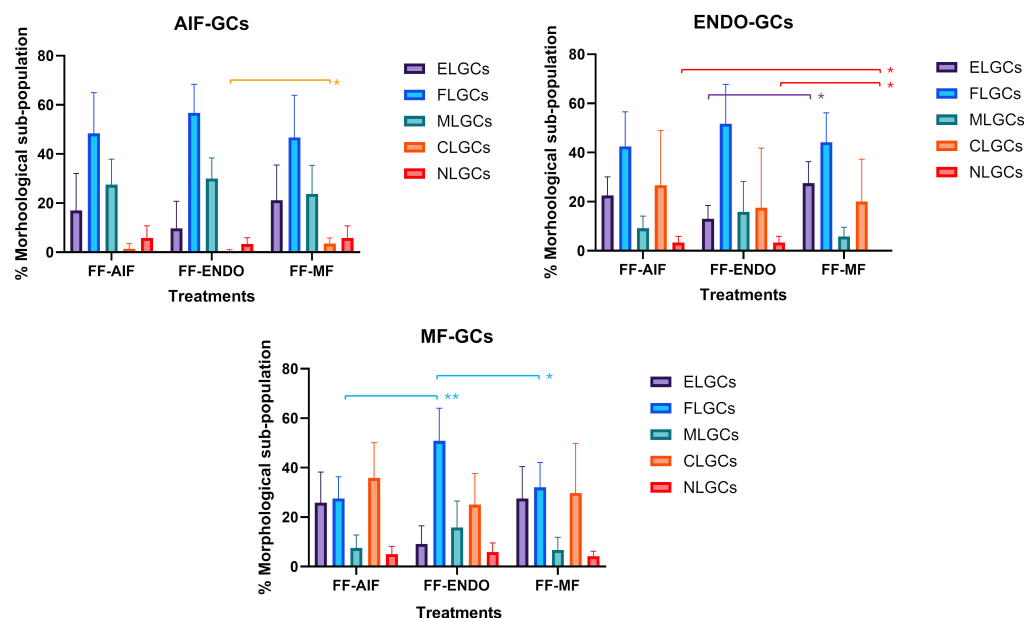 AIF-GCs
% Morhoological sub-population
80
60
40
20
0
*
FF-AIF FF-ENDO FF-MF
Treatments
ELGCs
FLGCs
MLGCs
CLGCs
NLGCs
ENDO-GCs
% Morhological sub-population
80
60
40
20
0
*
*
*
FF-AIF FF-ENDO FF-MF
Treatments
ELGCs
FLGCs
MLGCs
CLGCs
NLGCs
MF-GCs
% Morphological sub-population
80
60
40
20
0
**
*
FF-AIF FF-ENDO FF-MF
Treatments
ELGCs
FLGCs
MLGCs
CLGCs
NLGCs